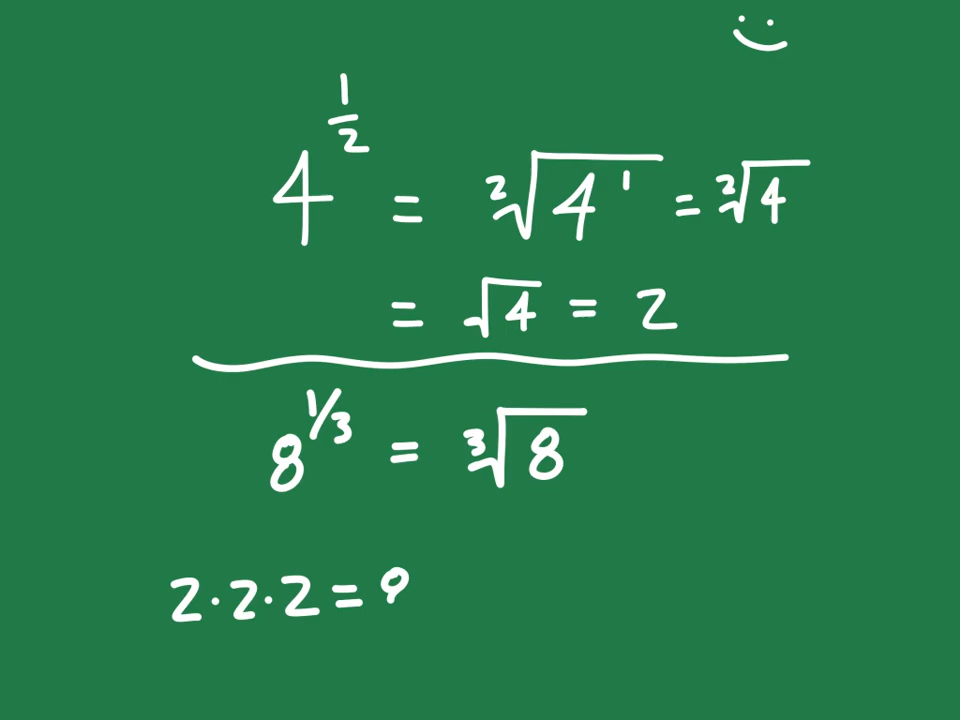 4^{1/2} = ²√(4¹) = ²√4
= √4 = 2
8^{1/3} = ³√8
2·2·2=